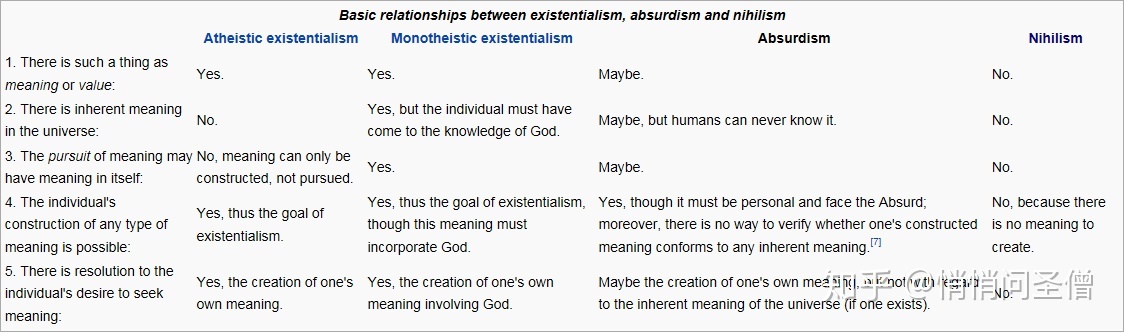 Basic relationships between existentialism, absurdism and nihilism
Atheistic existentialism Monotheistic existentialism Absurdism Nihilism
1. There is such a thing as
meaning or value:
Yes.
Yes.
Maybe.
No.
2. There is inherent meaning
in the universe:
No.
Yes, but the individual must have
come to the knowledge of God.
Maybe, but humans can never know it.
No.
3. The pursuit of meaning may
have meaning in itself:
No, meaning can only be
constructed, not pursued.
Yes.
Maybe.
No.
4. The individual's
construction of any type of
meaning is possible:
Yes, thus the goal of
existentialism.
Yes, thus the goal of existentialism,
though this meaning must
incorporate God.
Yes, though it must be personal and face the Absurd;
moreover, there is no way to verify whether one's constructed
meaning conforms to any inherent meaning.[7]
No, because there
is no meaning to
create.
5. There is resolution to the
individual's desire to seek
meaning:
Yes, the creation of one's
own meaning.
Yes, the creation of one's own
meaning involving God.
Maybe the creation of one's own meaning, but not with regard
to the inherent meaning of the universe (if one exists).
No.
知乎 @悄悄问圣僧